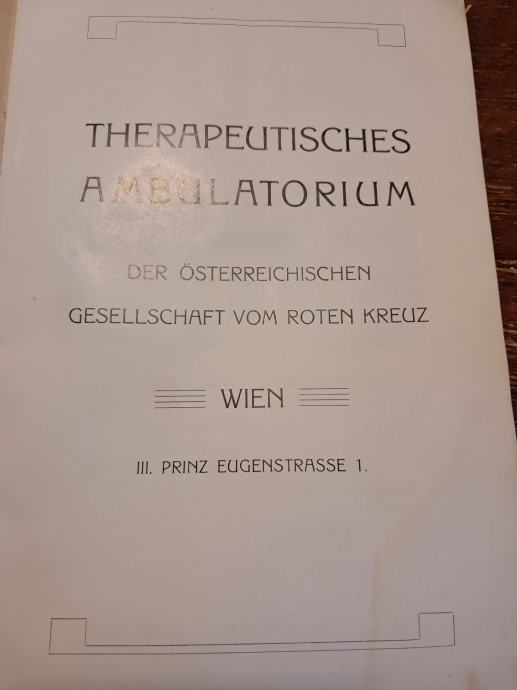 THERAPEUTISCHES
AMBULATORIUM
DER ÖSTERREICHISCHEN
GESELLSCHAFT VOM ROTEN KREUZ
WIEN
III. PRINZ EUGENSTRASSE 1.